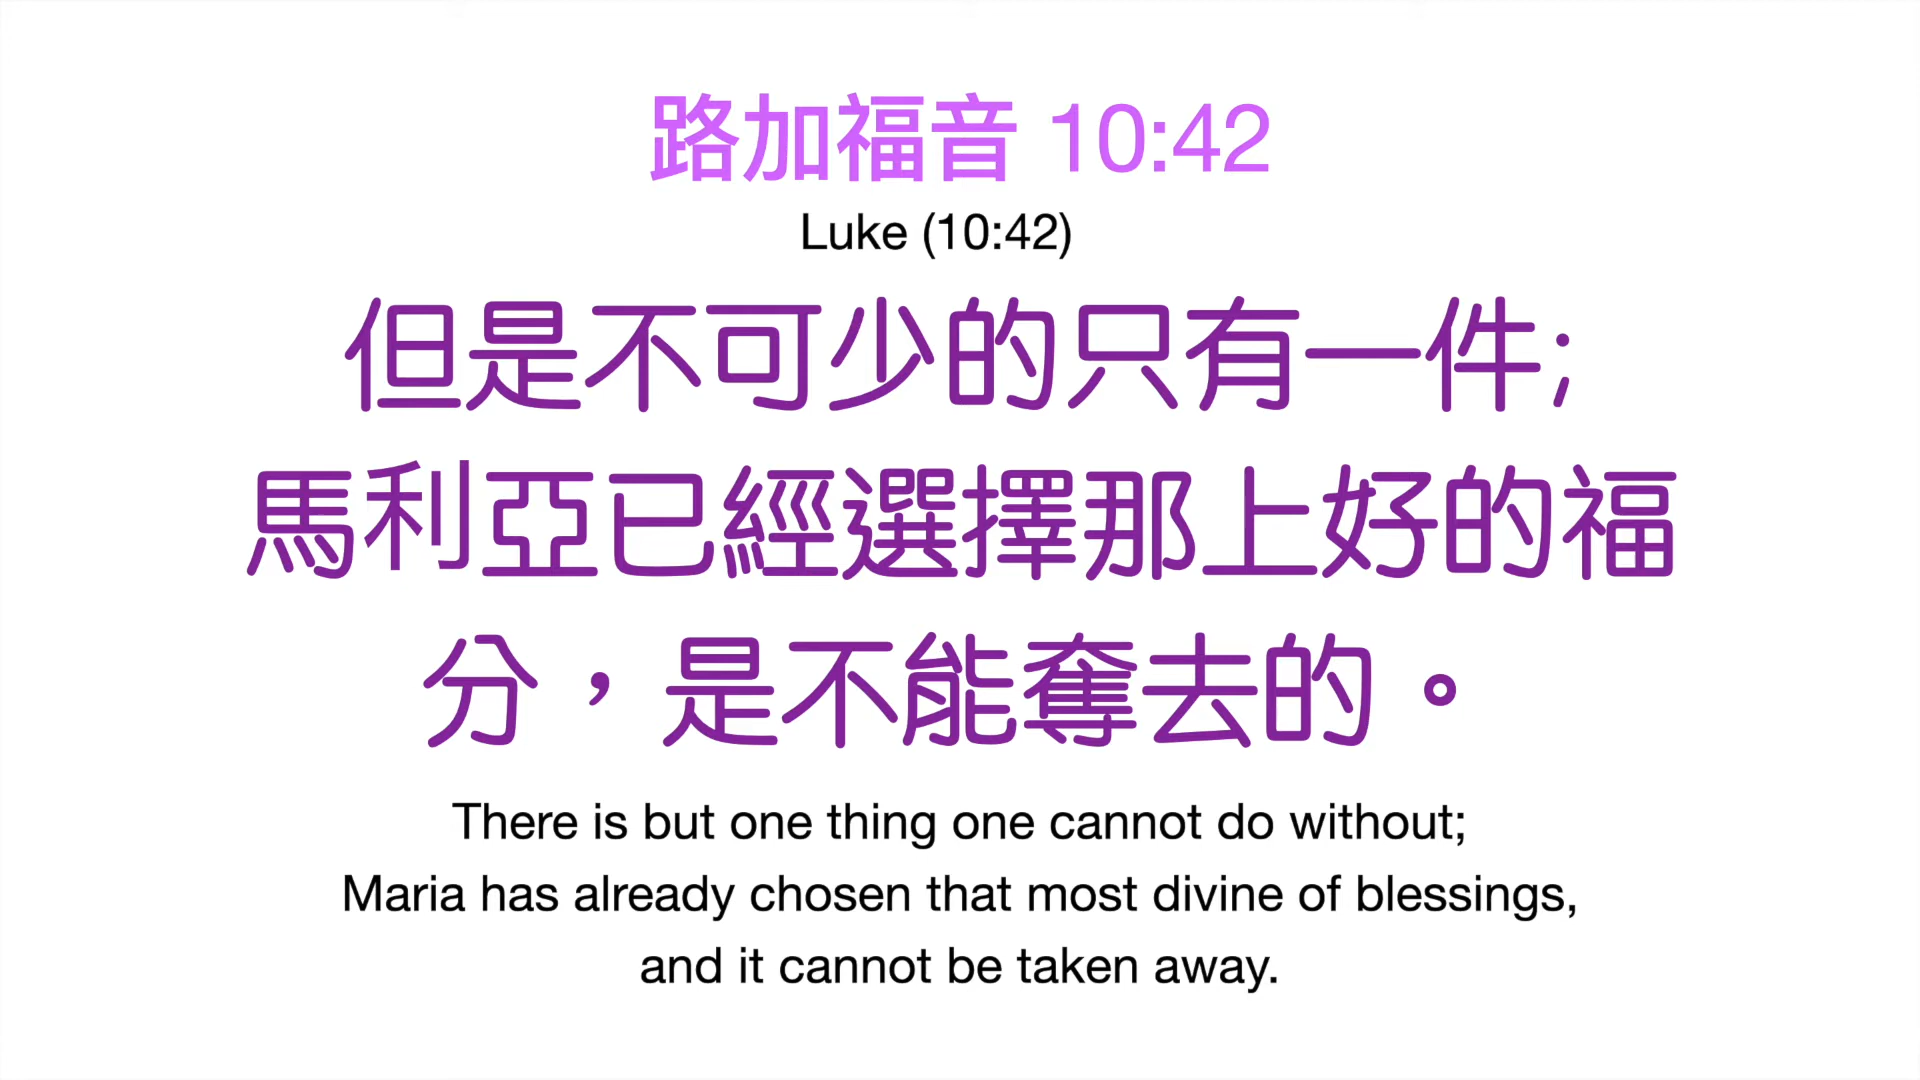 路加福音 10:42
Luke (10:42)
但是不可少的只有一件;
馬利亞已經選擇那上好的福
分，是不能奪去的。
There is but one thing one cannot do without;
Maria has already chosen that most divine of blessings,
and it cannot be taken away.